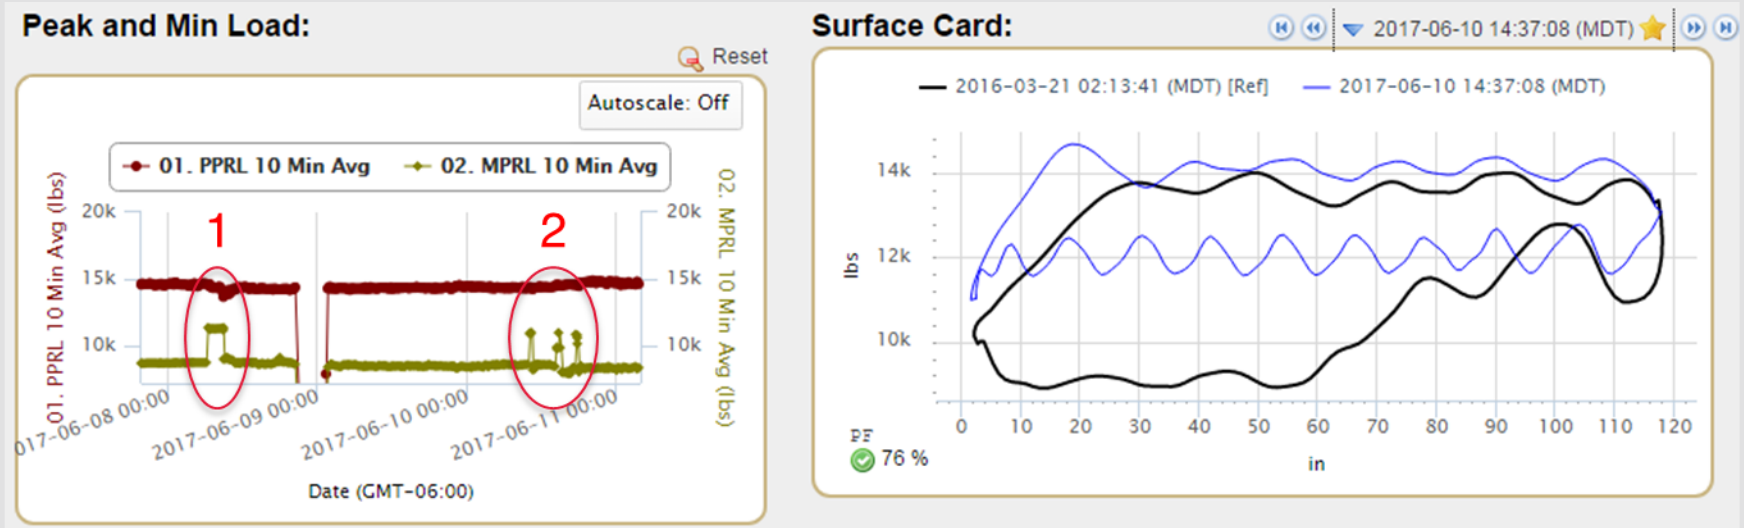 Peak and Min Load:
Reset
Autoscale: Off
01. PPRL 10 Min Avg
02. MPRL 10 Min Avg
01. PPRL 10 Min Avg (lbs)
02. MPRL 10 Min Avg (lbs)
20k
15k
10k
20k
15k
10k
1
2
017-06-08 00:00
2017-06-09 00:00
2017-06-10 00:00
2017-06-11 00:00
Date (GMT-06:00)
Surface Card:
2017-06-10 14:37:08 (MDT)
2016-03-21 02:13:41 (MDT) [Ref]
2017-06-10 14:37:08 (MDT)
14k
12k
10k
lbs
0 10 20 30 40 50 60 70 80 90 100 110 120
in
PF
76 %